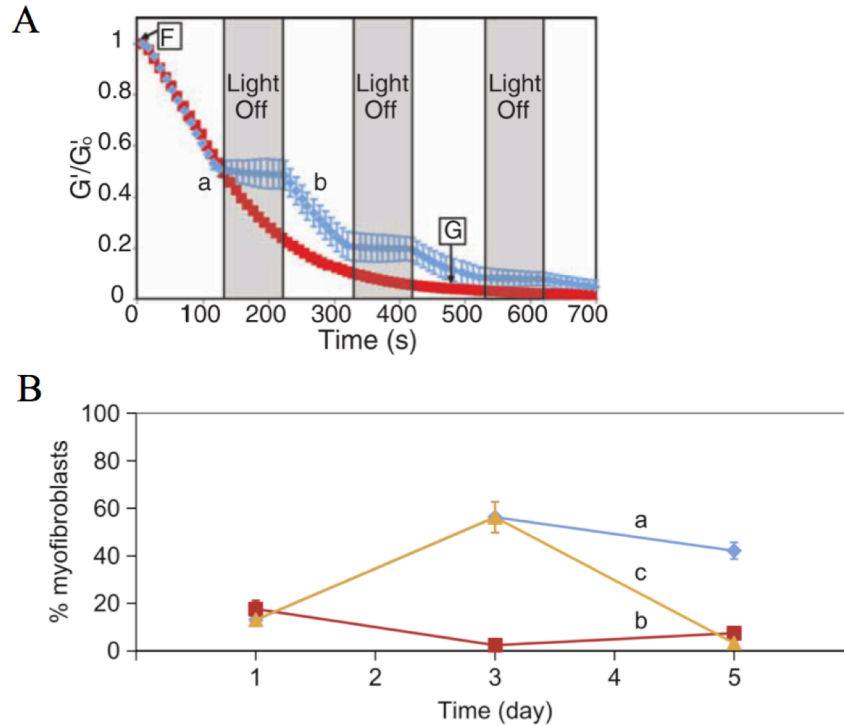 A
1
0.8
0.6
0.4
0.2
0
G'/G'₀
F
Light Off
Light Off
Light Off
a
b
G
0 100 200 300 400 500 600 700
Time (s)
B
100
80
60
40
20
0
% myofibroblasts
a
c
b
1 2 3 4 5
Time (day)